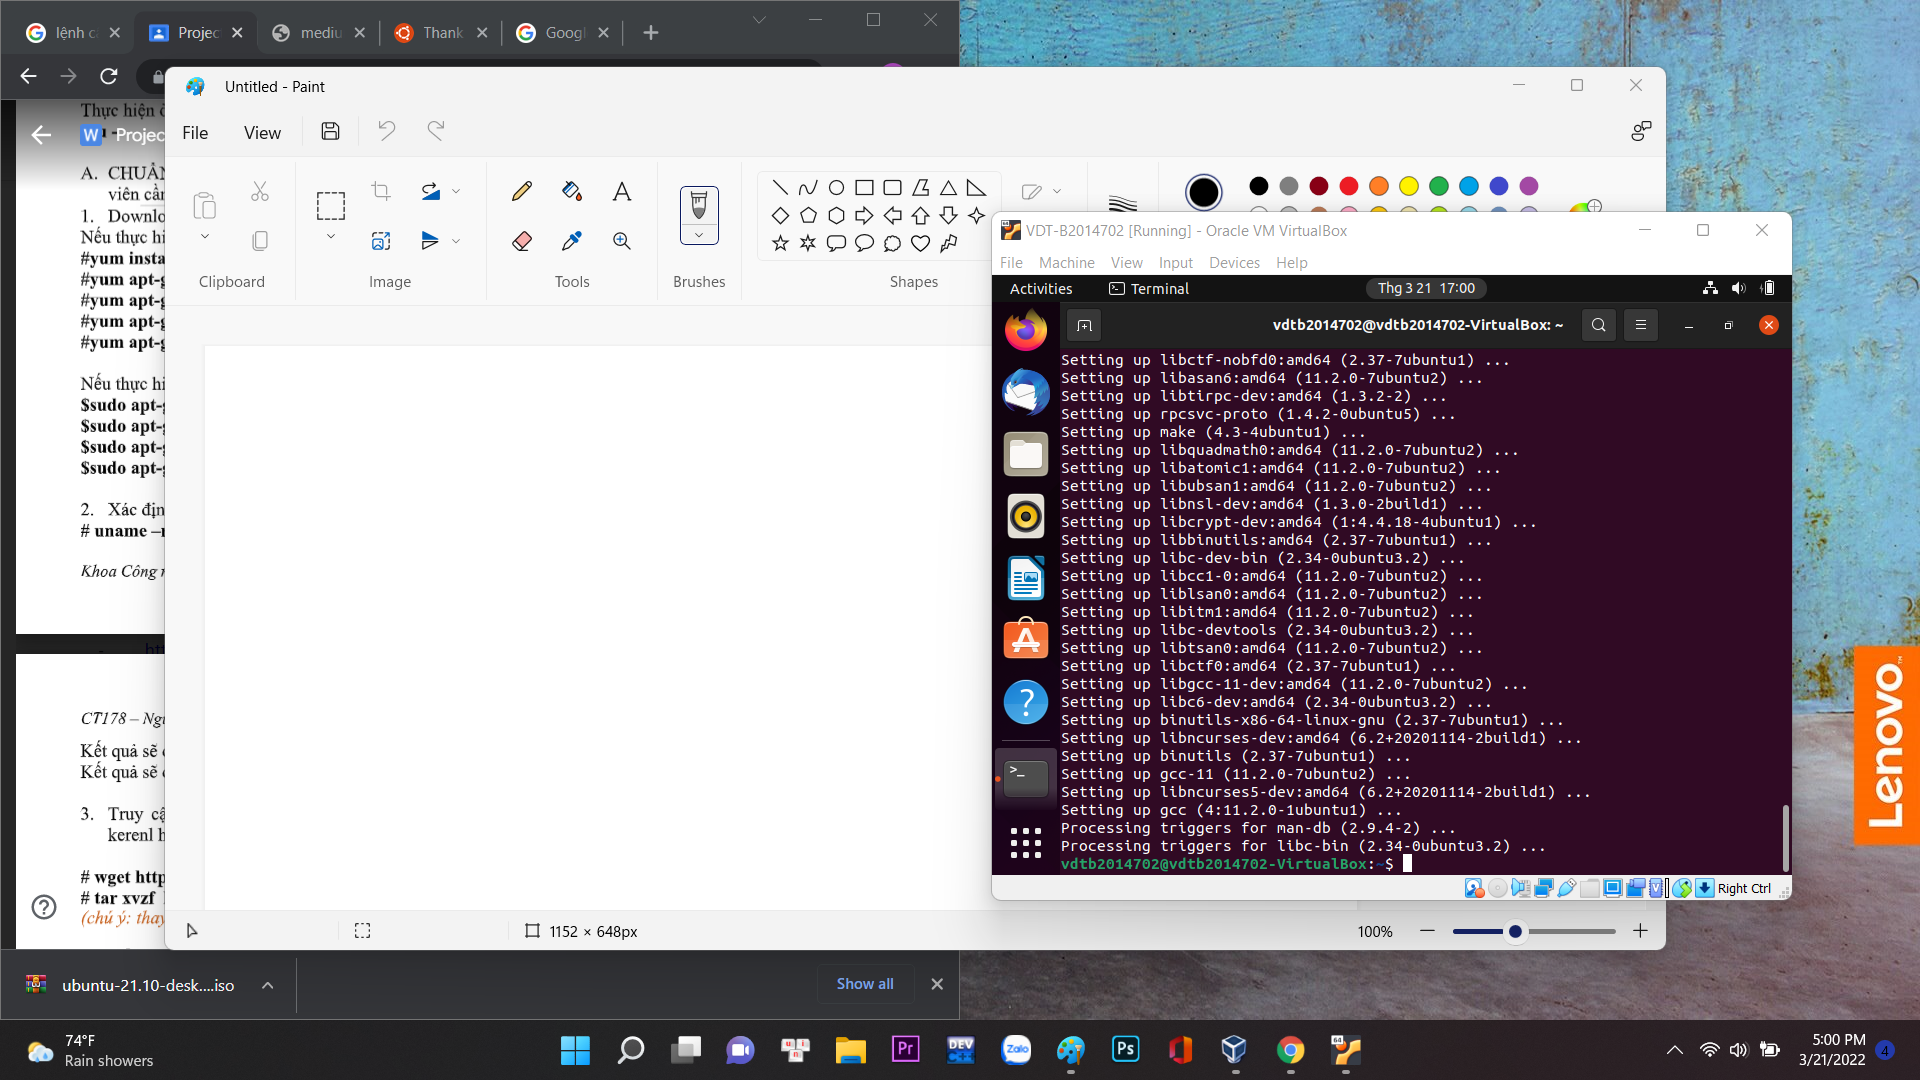 lệnh c
Projec
mediu
Thank
Googl
Thực hiện
Projec
A. CHUẨN
viên cần
1. Downlo
Nếu thực hi
#yum insta
#yum apt-g
#yum apt-g
#yum apt-g
#yum apt-g
Nếu thực hi
$sudo apt-g
$sudo apt-g
$sudo apt-g
$sudo apt-g
2. Xác địn
# uname –r
Khoa Công n
CT178 – Ngu
Kết quả sẽ
Kết quả sẽ
3. Truy cậ
kerenl h
# wget http
# tar xvzf
(chú ý: thay
ubuntu-21.10-desk....iso
Show all
Untitled - Paint
File
View
Clipboard
Image
Tools
Brushes
Shapes
1152 × 648px
100%
VDT-B2014702 [Running] - Oracle VM VirtualBox
File Machine View Input Devices Help
Activities
Terminal
Thg 3 21 17:00
vdtb2014702@vdtb2014702-VirtualBox: ~
Setting up libctf-nobfd0:amd64 (2.37-7ubuntu1) ...
Setting up libasan6:amd64 (11.2.0-7ubuntu2) ...
Setting up libtirpc-dev:amd64 (1.3.2-2) ...
Setting up rpcsvc-proto (1.4.2-0ubuntu5) ...
Setting up make (4.3-4ubuntu1) ...
Setting up libquadmath0:amd64 (11.2.0-7ubuntu2) ...
Setting up libatomic1:amd64 (11.2.0-7ubuntu2) ...
Setting up libubsan1:amd64 (11.2.0-7ubuntu2) ...
Setting up libnsl-dev:amd64 (1.3.0-2build1) ...
Setting up libcrypt-dev:amd64 (1:4.4.18-4ubuntu1) ...
Setting up libbinutils:amd64 (2.37-7ubuntu1) ...
Setting up libc-dev-bin (2.34-0ubuntu3.2) ...
Setting up libcc1-0:amd64 (11.2.0-7ubuntu2) ...
Setting up liblsan0:amd64 (11.2.0-7ubuntu2) ...
Setting up libitm1:amd64 (11.2.0-7ubuntu2) ...
Setting up libc-devtools (2.34-0ubuntu3.2) ...
Setting up libtsan0:amd64 (11.2.0-7ubuntu2) ...
Setting up libctf0:amd64 (2.37-7ubuntu1) ...
Setting up libgcc-11-dev:amd64 (11.2.0-7ubuntu2) ...
Setting up libc6-dev:amd64 (2.34-0ubuntu3.2) ...
Setting up binutils-x86-64-linux-gnu (2.37-7ubuntu1) ...
Setting up libncurses-dev:amd64 (6.2+20201114-2build1) ...
Setting up binutils (2.37-7ubuntu1) ...
Setting up gcc-11 (11.2.0-7ubuntu2) ...
Setting up libncurses5-dev:amd64 (6.2+20201114-2build1) ...
Setting up gcc (4:11.2.0-1ubuntu1) ...
Processing triggers for man-db (2.9.4-2) ...
Processing triggers for libc-bin (2.34-0ubuntu3.2) ...
vdtb2014702@vdtb2014702-VirtualBox:~$
Right Ctrl
Lenovo
74°F
Rain showers
5:00 PM
3/21/2022
4